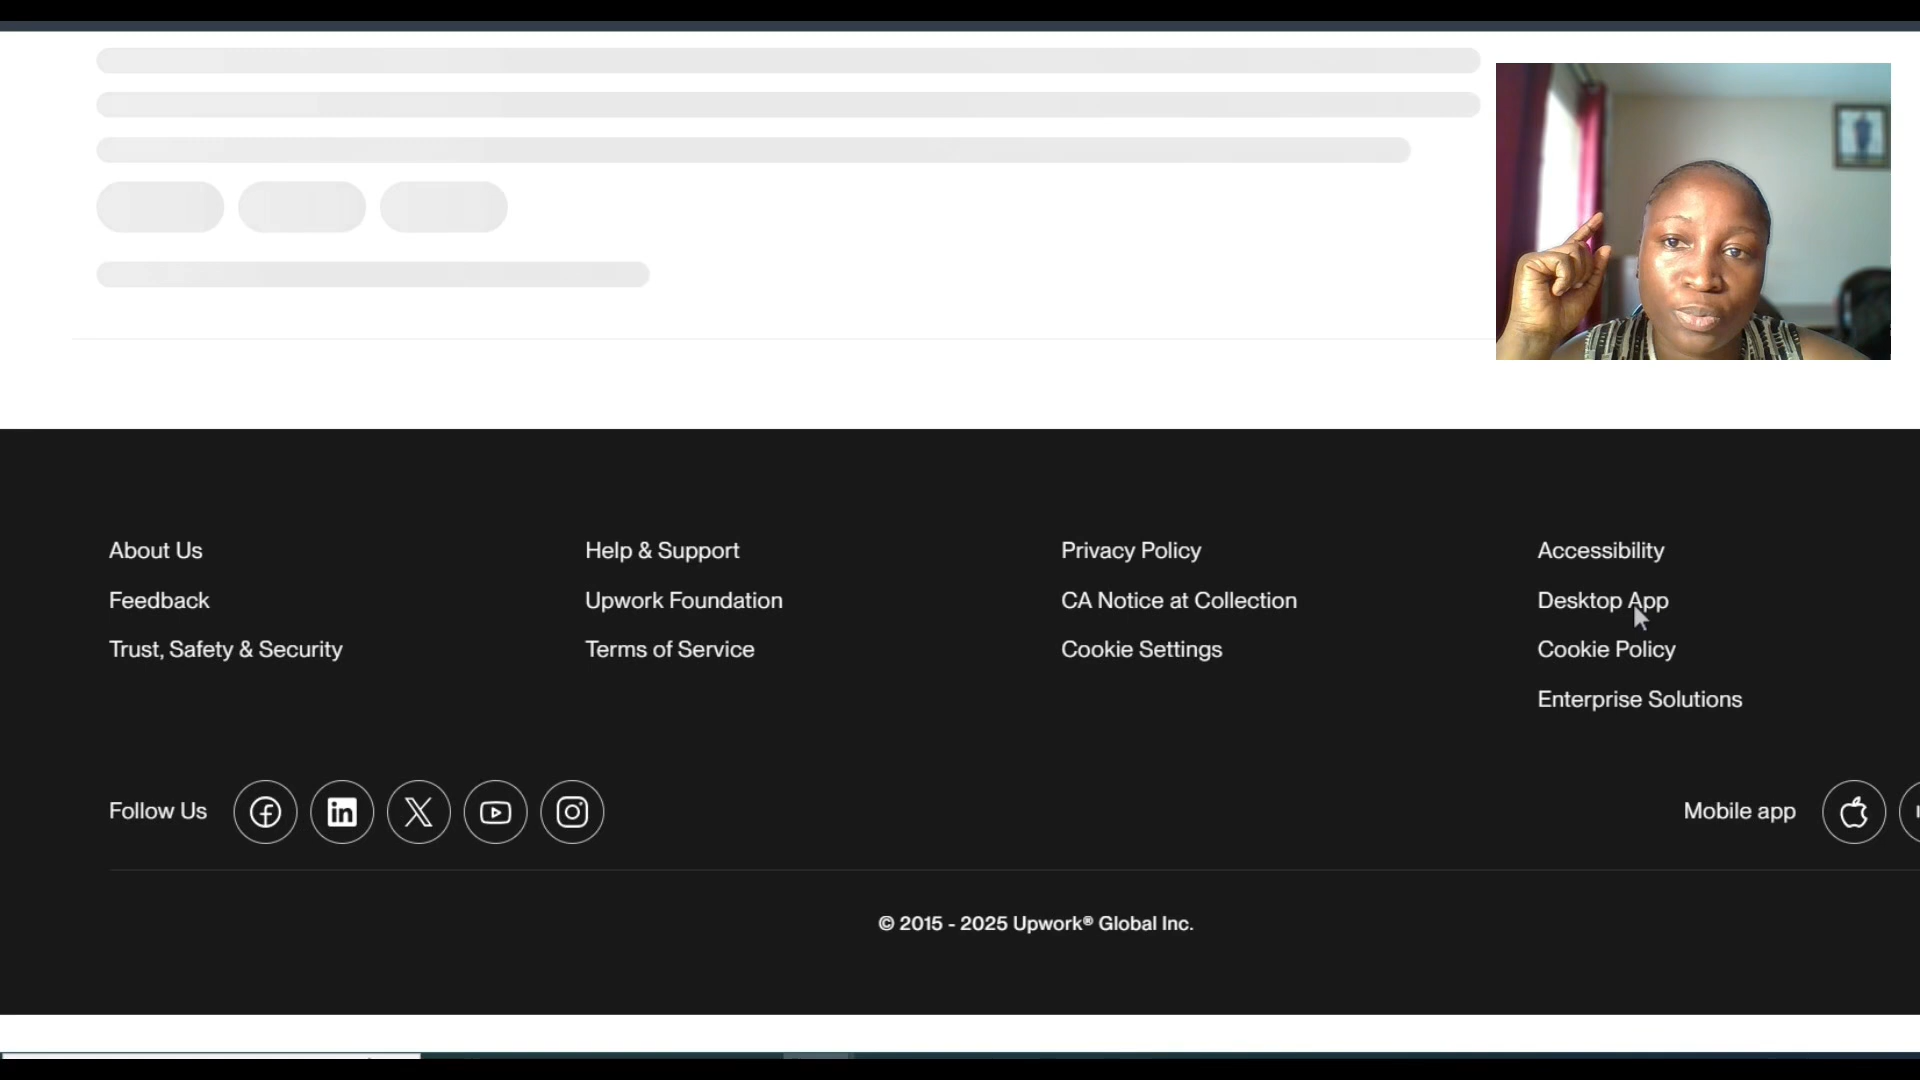 About Us
Help & Support
Privacy Policy
Accessibility
Feedback
Upwork Foundation
CA Notice at Collection
Desktop App
Trust, Safety & Security
Terms of Service
Cookie Settings
Cookie Policy
Enterprise Solutions
Follow Us
Mobile app
© 2015 - 2025 Upwork® Global Inc.